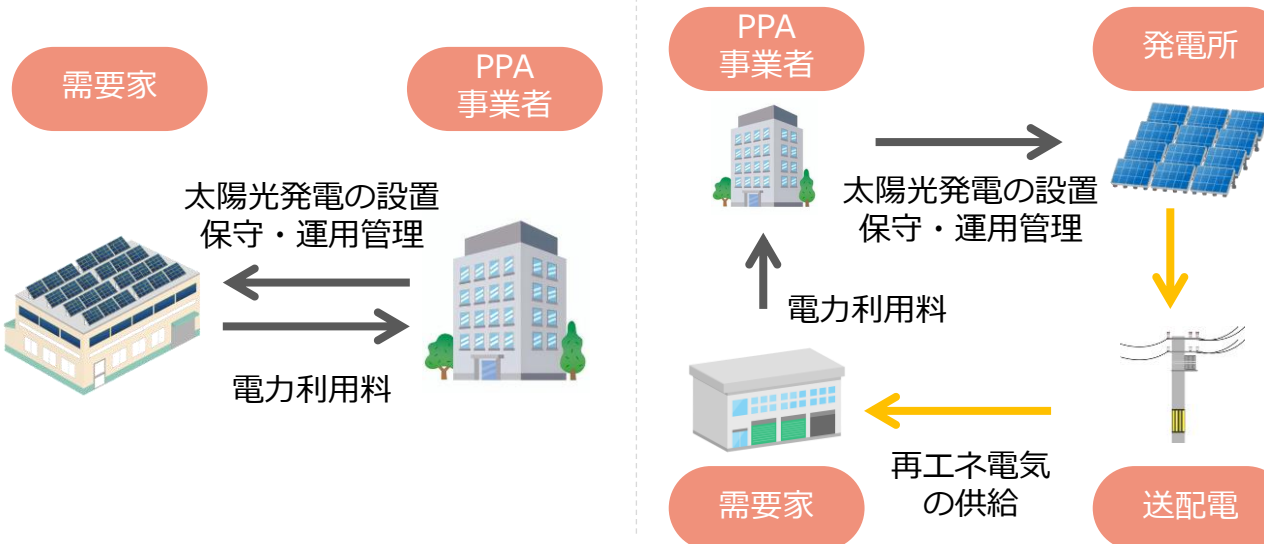 需要家
PPA
事業者
太陽光発電の設置
保守・運用管理
電力利用料
PPA
事業者
発電所
太陽光発電の設置
保守・運用管理
電力利用料
再エネ電気
の供給
需要家
送配電